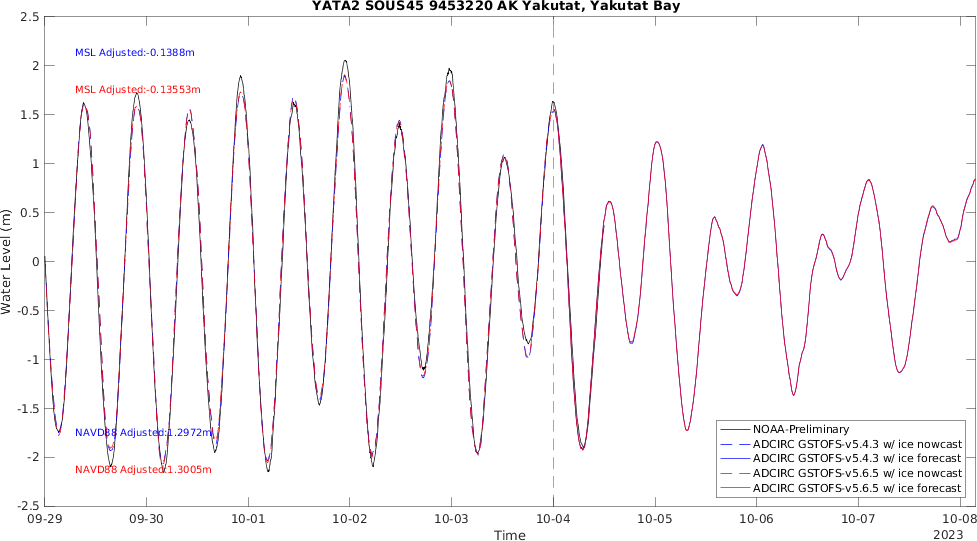 YATA2 SOUS45 9453220 AK Yakutat, Yakutat Bay
2.5
2
1.5
1
0.5
0
-0.5
-1
-1.5
-2
-2.5
Water Level (m)
MSL Adjusted:-0.1388m
MSL Adjusted:-0.13553m
NAVD88 Adjusted:1.2972m
NAVD88 Adjusted:1.3005m
NOAA-Preliminary
ADCIRC GSTOFS-v5.4.3 w/ ice nowcast
ADCIRC GSTOFS-v5.4.3 w/ ice forecast
ADCIRC GSTOFS-v5.6.5 w/ ice nowcast
ADCIRC GSTOFS-v5.6.5 w/ ice forecast
09-29 09-30 10-01 10-02 10-03 10-04 10-05 10-06 10-07 10-08
2023
Time